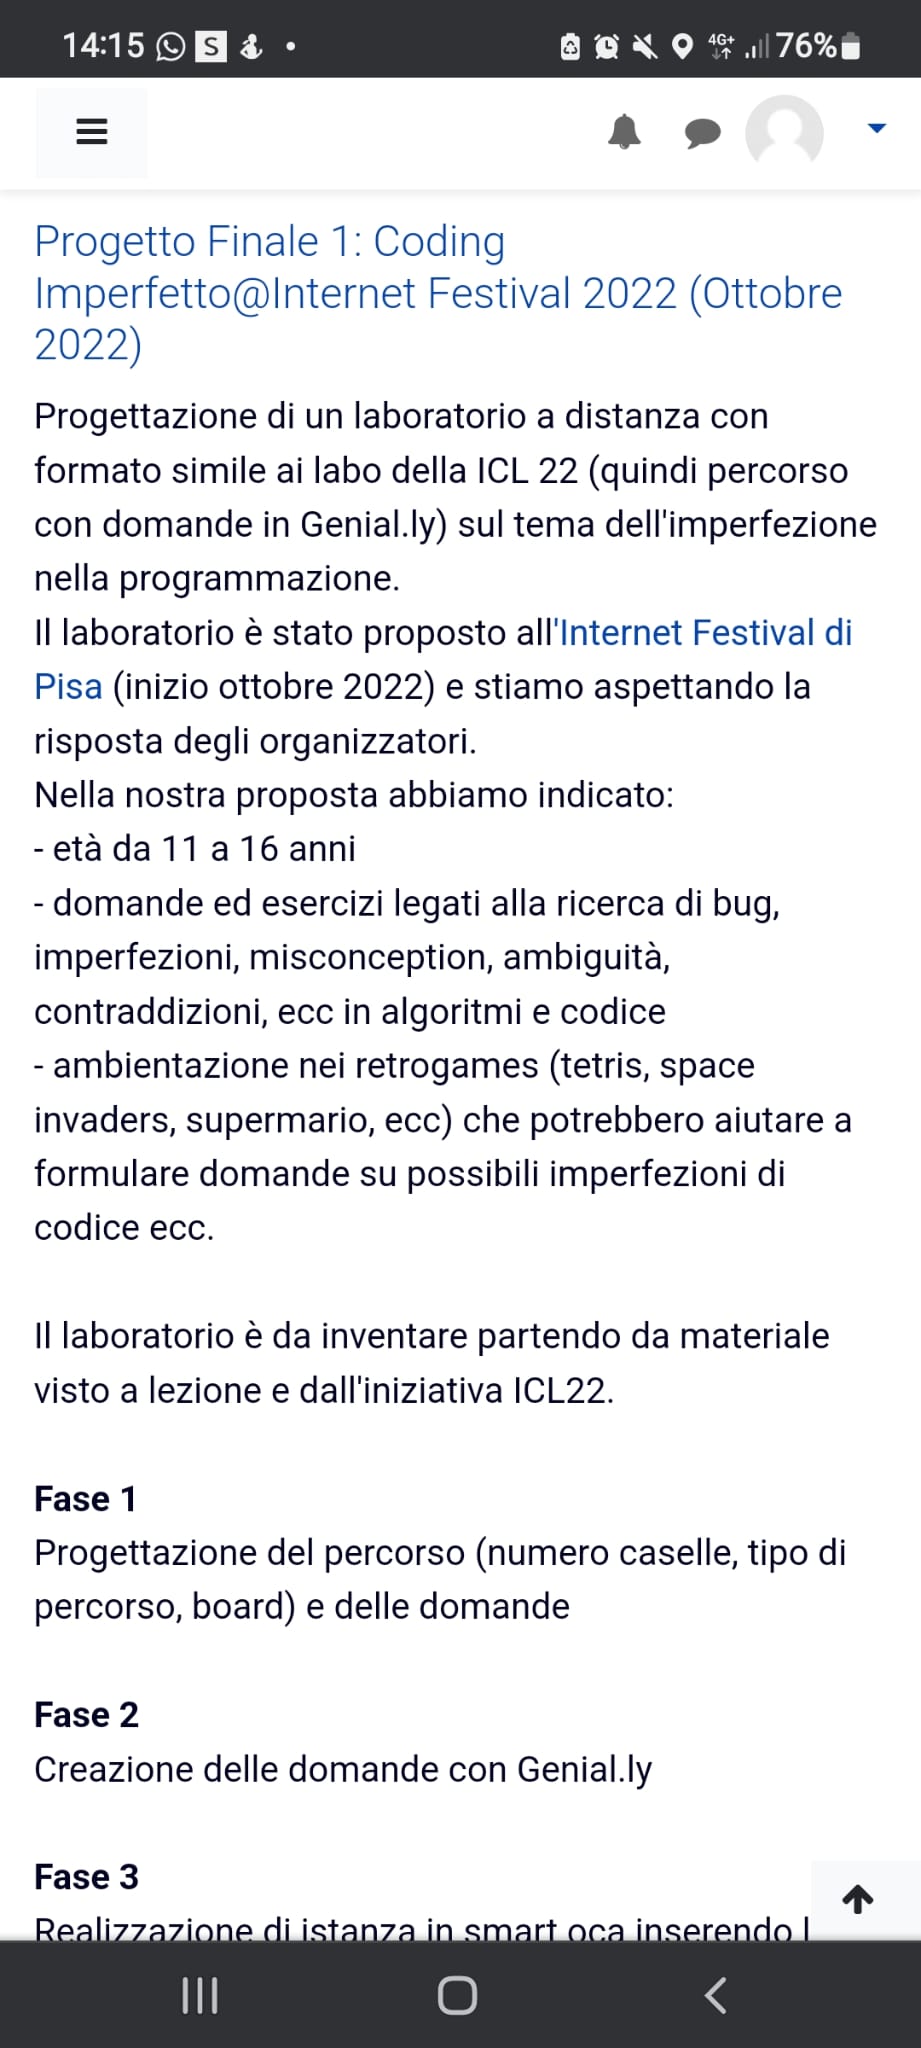 14:15 S 4G+ 76%
Progetto Finale 1: Coding
Imperfetto@Internet Festival 2022 (Ottobre
2022)
Progettazione di un laboratorio a distanza con
formato simile ai labo della ICL 22 (quindi percorso
con domande in Genial.ly) sul tema dell'imperfezione
nella programmazione.
Il laboratorio è stato proposto all'Internet Festival di
Pisa (inizio ottobre 2022) e stiamo aspettando la
risposta degli organizzatori.
Nella nostra proposta abbiamo indicato:
- età da 11 a 16 anni
- domande ed esercizi legati alla ricerca di bug,
imperfezioni, misconception, ambiguità,
contraddizioni, ecc in algoritmi e codice
- ambientazione nei retrogames (tetris, space
invaders, supermario, ecc) che potrebbero aiutare a
formulare domande su possibili imperfezioni di
codice ecc.
Il laboratorio è da inventare partendo da materiale
visto a lezione e dall'iniziativa ICL22.
Fase 1
Progettazione del percorso (numero caselle, tipo di
percorso, board) e delle domande
Fase 2
Creazione delle domande con Genial.ly
Fase 3
Realizzazione di istanza in smart oca inserendo l